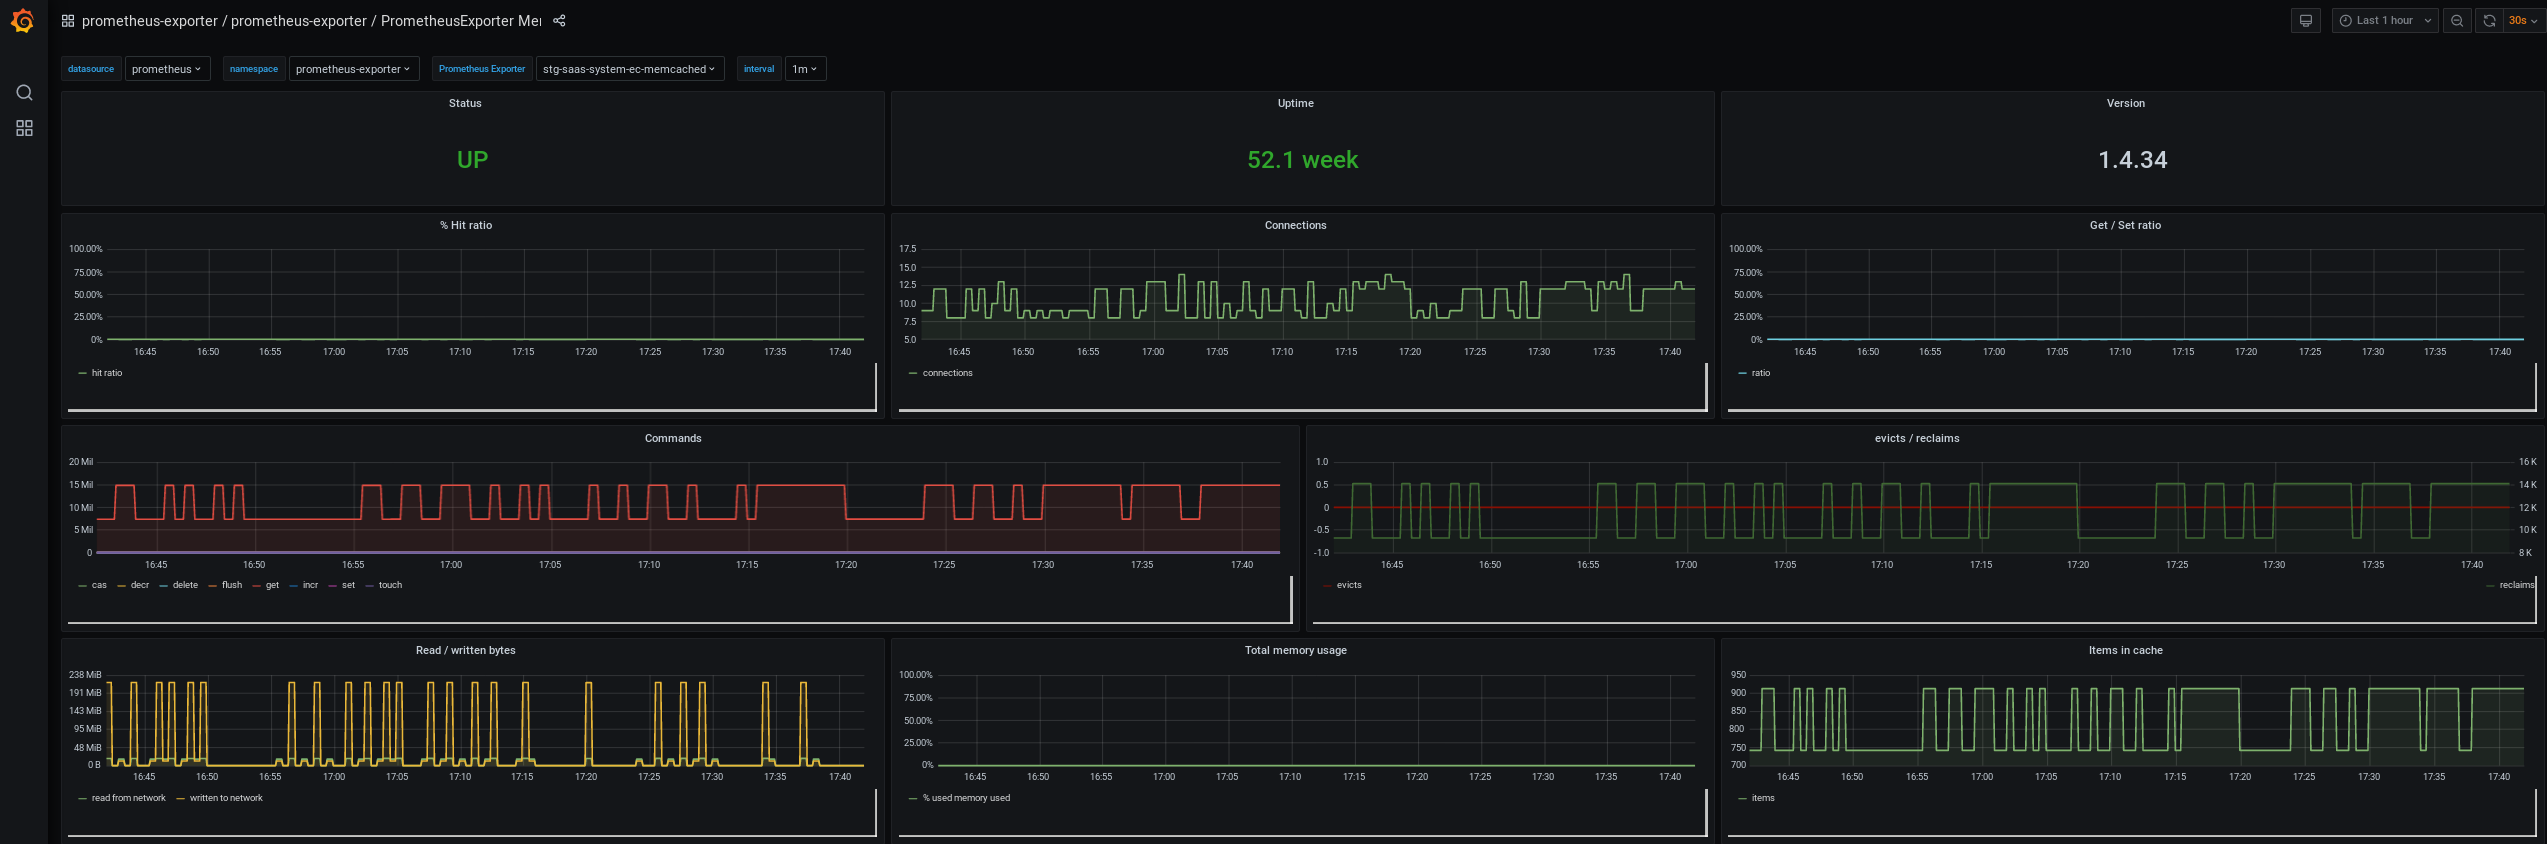 prometheus-exporter / prometheus-exporter / PrometheusExporter Me
Last 1 hour
30s
datasource prometheus namespace prometheus-exporter Prometheus Exporter stg-saas-system-ec-memcached interval 1m
Status
UP
Uptime
52.1 week
Version
1.4.34
% Hit ratio
100.00%
75.00%
50.00%
25.00%
0%
16:45 16:50 16:55 17:00 17:05 17:10 17:15 17:20 17:25 17:30 17:35 17:40
hit ratio
Connections
17.5
15.0
12.5
10.0
7.5
5.0
16:45 16:50 16:55 17:00 17:05 17:10 17:15 17:20 17:25 17:30 17:35 17:40
connections
Get / Set ratio
100.00%
75.00%
50.00%
25.00%
0%
16:45 16:50 16:55 17:00 17:05 17:10 17:15 17:20 17:25 17:30 17:35 17:40
ratio
Commands
20 Mil
15 Mil
10 Mil
5 Mil
0
16:45 16:50 16:55 17:00 17:05 17:10 17:15 17:20 17:25 17:30 17:35 17:40
cas decr delete flush get incr set touch
evicts / reclaims
1.0 16 K
0.5 14 K
0 12 K
-0.5 10 K
-1.0 8 K
16:45 16:50 16:55 17:00 17:05 17:10 17:15 17:20 17:25 17:30 17:35 17:40
evicts reclaims
Read / written bytes
238 MiB
191 MiB
143 MiB
95 MiB
48 MiB
0 B
16:45 16:50 16:55 17:00 17:05 17:10 17:15 17:20 17:25 17:30 17:35 17:40
read from network written to network
Total memory usage
100.00%
75.00%
50.00%
25.00%
0%
16:45 16:50 16:55 17:00 17:05 17:10 17:15 17:20 17:25 17:30 17:35 17:40
% used memory used
Items in cache
950
900
850
800
750
700
16:45 16:50 16:55 17:00 17:05 17:10 17:15 17:20 17:25 17:30 17:35 17:40
items